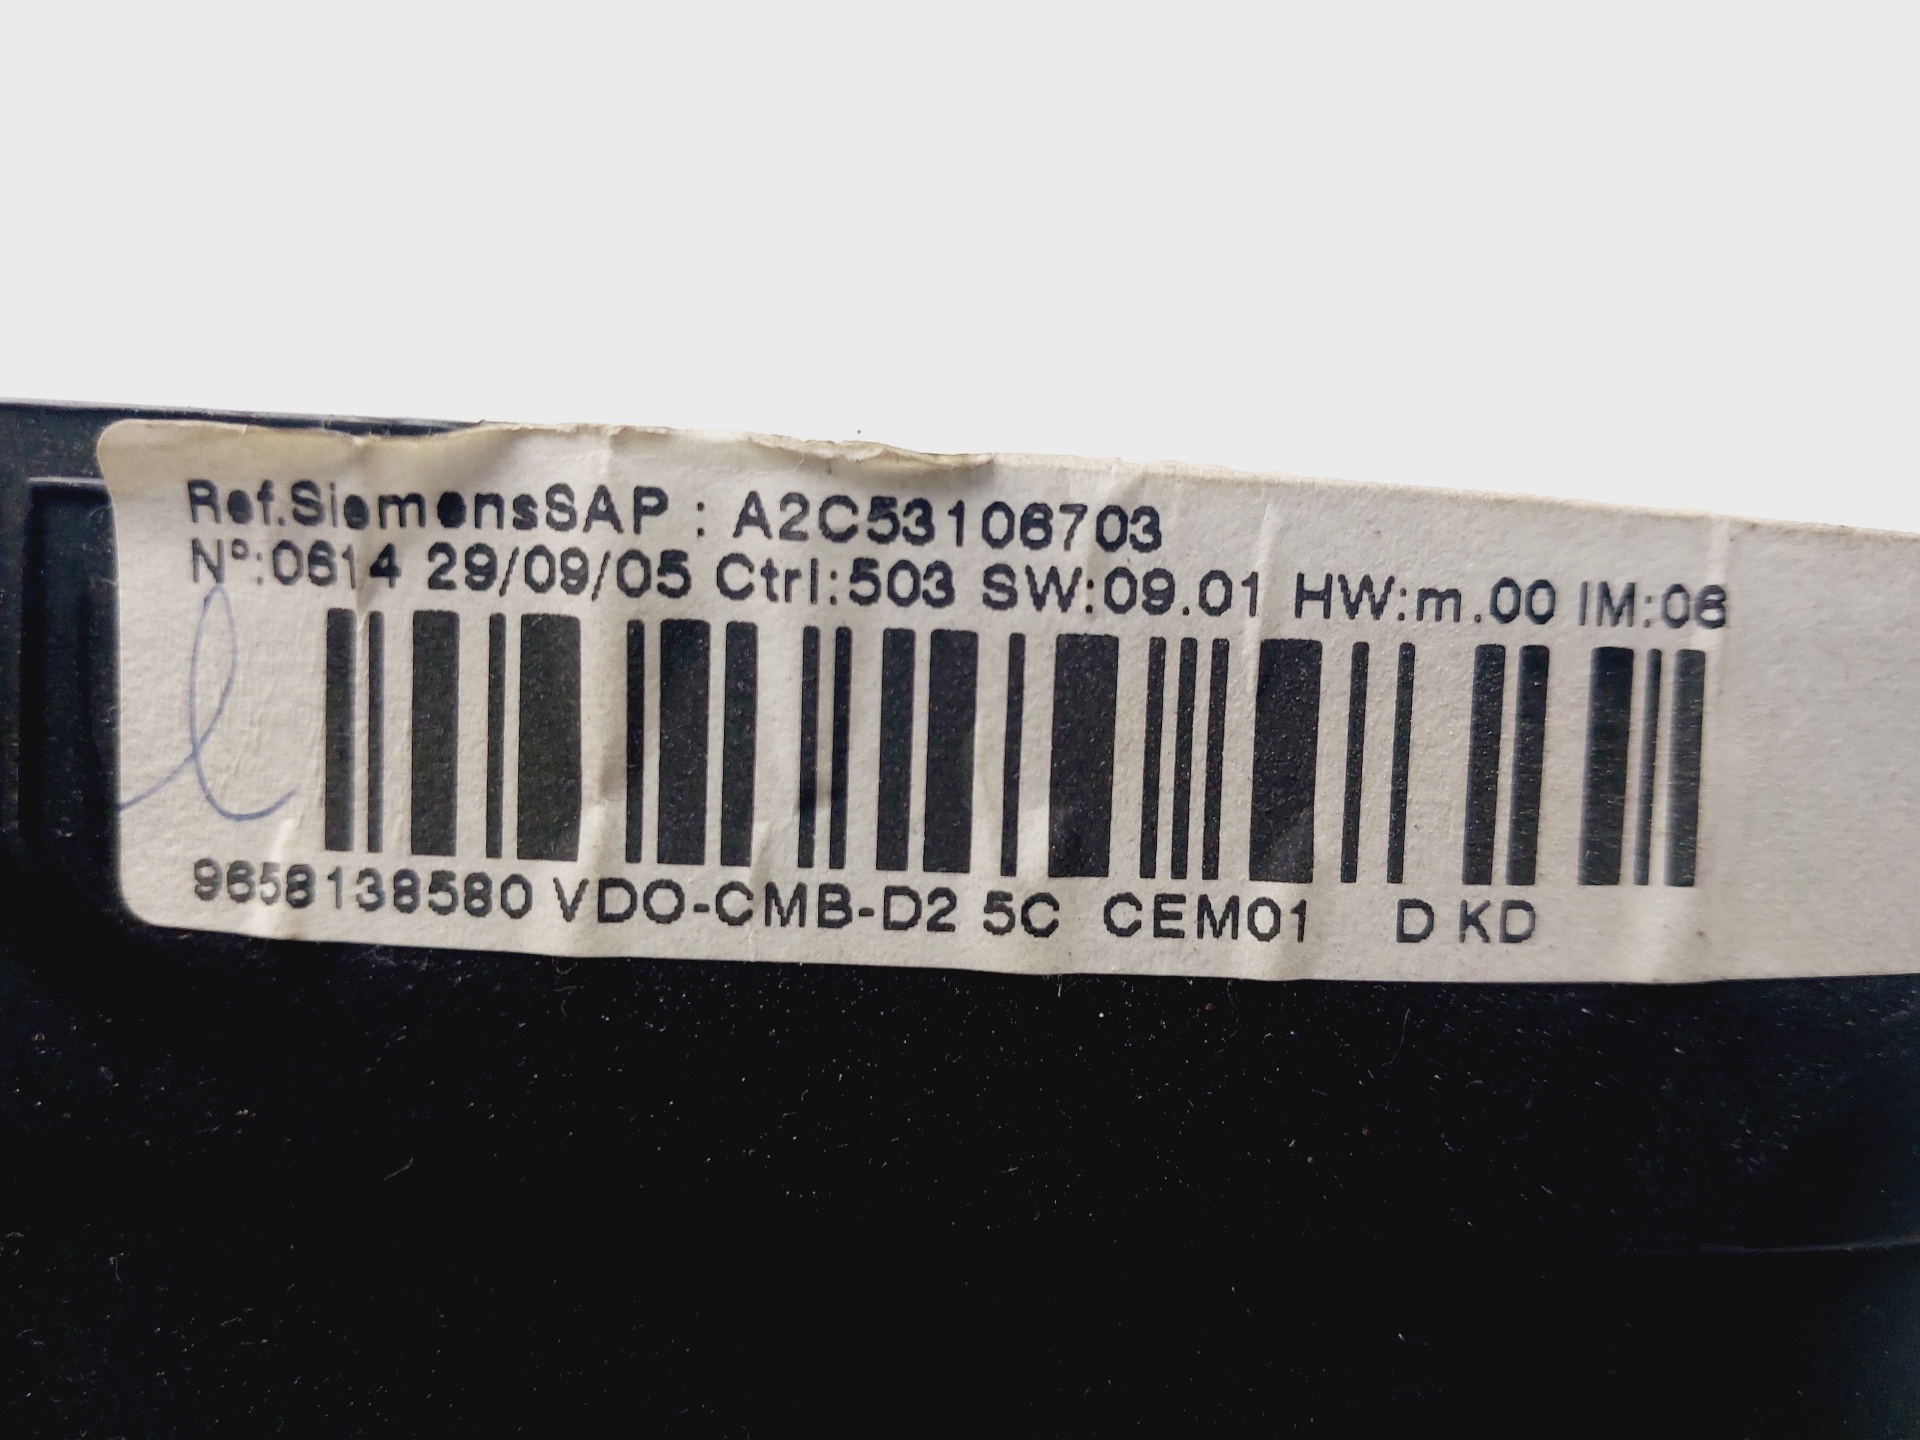 Ref.SiemensSAP : A2C53106703
Nº:0614 29/09/05 Ctrl:503 SW:09.01 HW:m.00 IM:06
9658138580 VDO-CMB-D2 5C CEM01 D KD